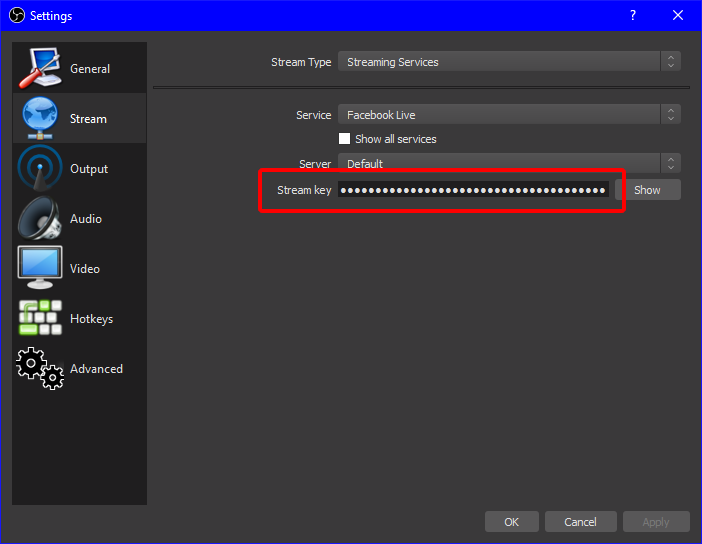 Settings
?
General
Stream
Output
Audio
Video
Hotkeys
Advanced
Stream Type Streaming Services
Service Facebook Live
Show all services
Server Default
Stream key ●●●●●●●●●●●●●●●●●●●●●●●●●●●●●●●●●●●●●● Show
OK Cancel Apply